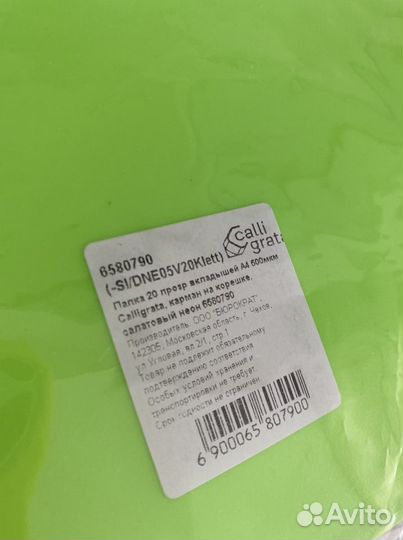 6580790
(-SI/DNE05V20Klett)
Calli
grata
Папка 20 прозр вкладышей А4 500мкм
Calligrata, карман на корешке,
салатовый неон 6580790
Производитель: ООО "БЮРОКРАТ",
142305, Московская область, г. Чехов,
ул Угловая, вл 2/1, стр 1
Товар не подлежит обязательному
подтверждению соответствия
Особых условий хранения и
транспортировки не требует.
Срок годности не ограничен
6 900065 807900
Avito